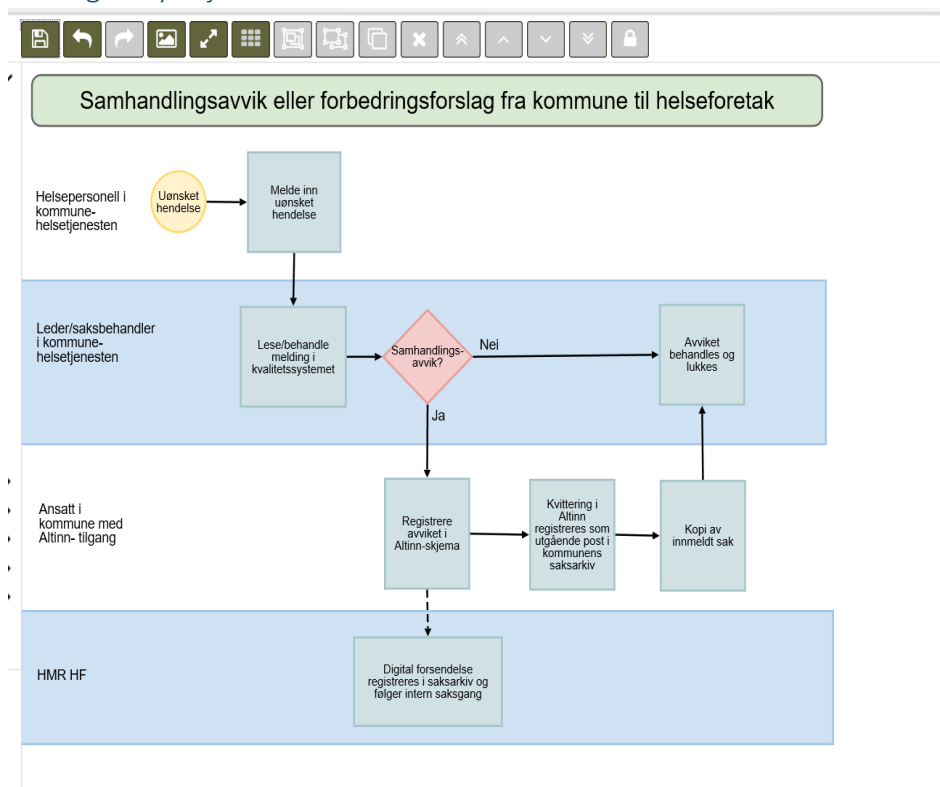 Samhandlingsavvik eller forbedringsforslag fra kommune til helseforetak
Helsepersonell i
kommune-
helsetjenesten
Uønsket
hendelse
Melde inn
uønsket
hendelse
Leder/saksbehandler
i kommune-
helsetjenesten
Lese/behandle
melding i
kvalitetssystemet
Samhandlings-
avvik?
Nei
Avviket
behandles og
lukkes
Ja
Ansatt i
kommune med
Altinn- tilgang
Registrere
avviket i
Altinn-skjema
Kvittering i
Altinn
registreres som
utgående post i
kommunens
saksarkiv
Kopi av
innmeldt sak
HMR HF
Digital forsendelse
registreres i saksarkiv og
følger intern saksgang